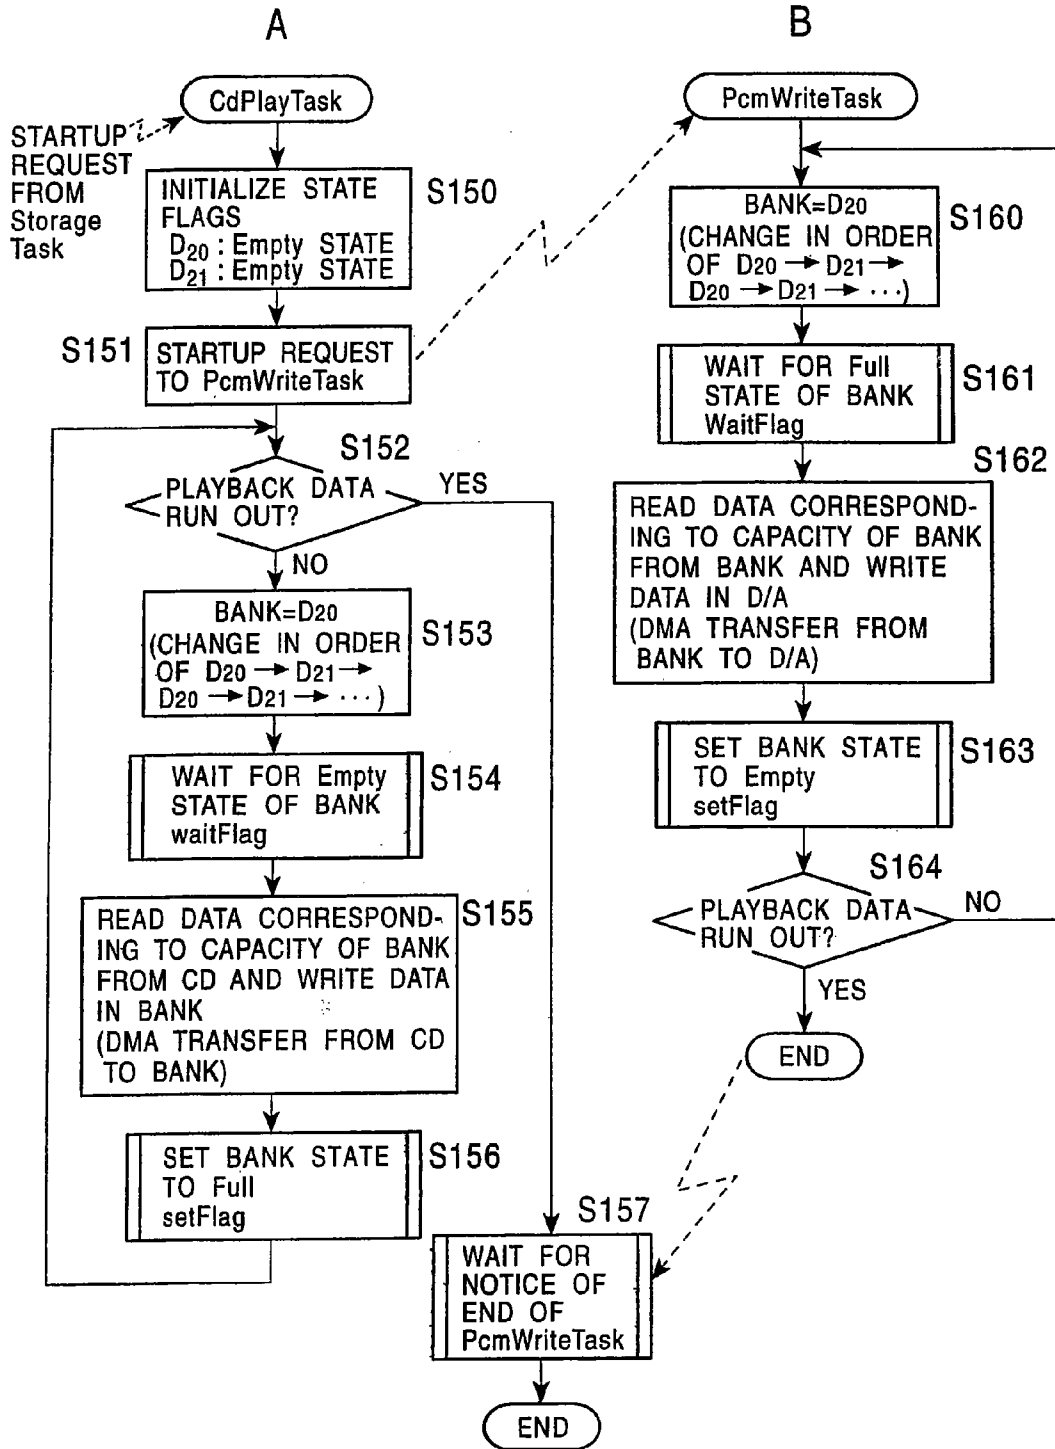 A
CdPlayTask
STARTUP
REQUEST
FROM
Storage
Task
INITIALIZE STATE
FLAGS
D20 : Empty STATE
D21 : Empty STATE
S150
S151
STARTUP REQUEST
TO PcmWriteTask
S152
PLAYBACK DATA
RUN OUT?
YES
NO
BANK=D20
(CHANGE IN ORDER
OF D20 → D21 →
D20 → D21 → ···)
S153
WAIT FOR Empty
STATE OF BANK
waitFlag
S154
READ DATA CORRESPOND-
ING TO CAPACITY OF BANK
FROM CD AND WRITE DATA
IN BANK
(DMA TRANSFER FROM CD
TO BANK)
S155
SET BANK STATE
TO Full
setFlag
S156
S157
WAIT FOR
NOTICE OF
END OF
PcmWriteTask
END
B
PcmWriteTask
BANK=D20
(CHANGE IN ORDER
OF D20 → D21 →
D20 → D21 → ···)
S160
WAIT FOR Full
STATE OF BANK
WaitFlag
S161
S162
READ DATA CORRESPOND-
ING TO CAPACITY OF BANK
FROM BANK AND WRITE
DATA IN D/A
(DMA TRANSFER FROM
BANK TO D/A)
SET BANK STATE
TO Empty
setFlag
S163
S164
PLAYBACK DATA
RUN OUT?
NO
YES
END